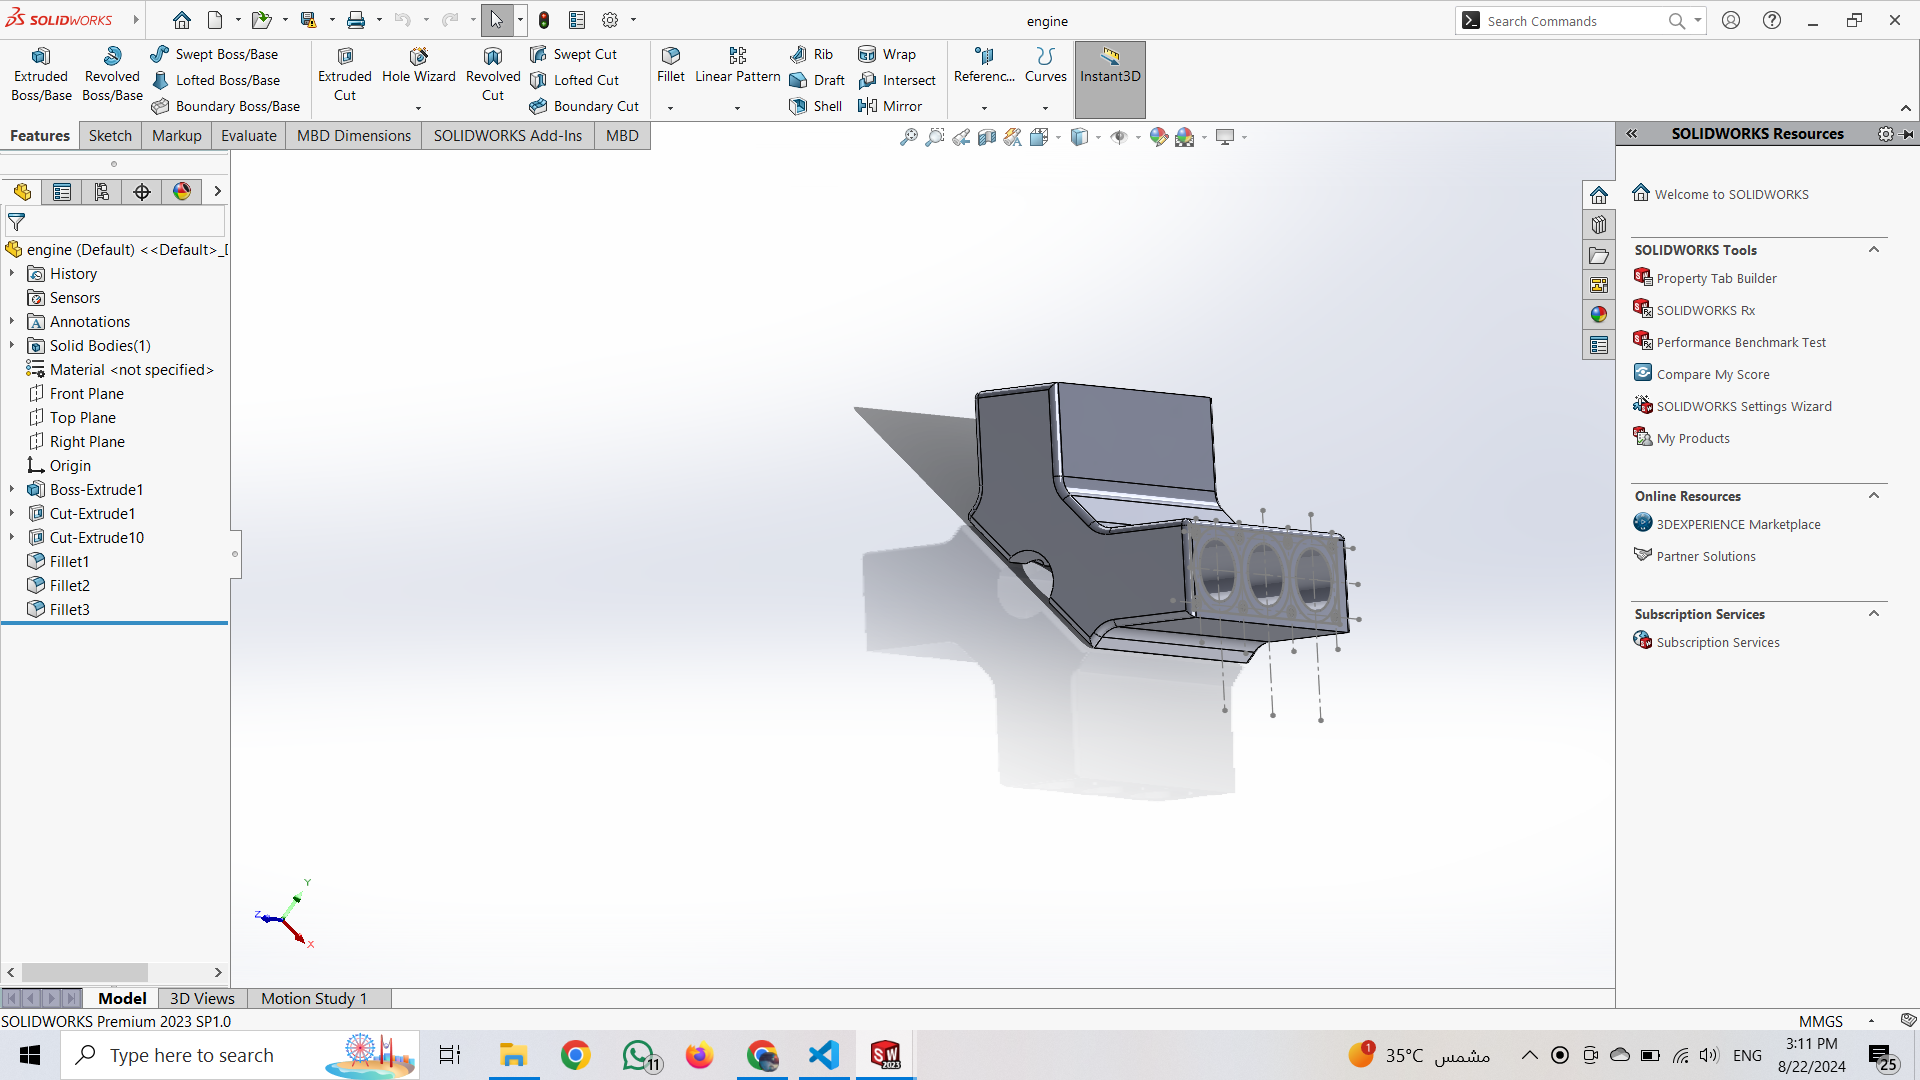 SOLIDWORKS
engine
Search Commands
Extruded Boss/Base
Revolved Boss/Base
Swept Boss/Base
Lofted Boss/Base
Boundary Boss/Base
Extruded Cut
Hole Wizard
Revolved Cut
Swept Cut
Lofted Cut
Boundary Cut
Fillet
Linear Pattern
Rib
Draft
Shell
Wrap
Intersect
Mirror
Referenc...
Curves
Instant3D
Features
Sketch
Markup
Evaluate
MBD Dimensions
SOLIDWORKS Add-Ins
MBD
engine (Default) <<Default>_D
History
Sensors
Annotations
Solid Bodies(1)
Material <not specified>
Front Plane
Top Plane
Right Plane
Origin
Boss-Extrude1
Cut-Extrude1
Cut-Extrude10
Fillet1
Fillet2
Fillet3
Y
Z
X
SOLIDWORKS Resources
Welcome to SOLIDWORKS
SOLIDWORKS Tools
Property Tab Builder
SOLIDWORKS Rx
Performance Benchmark Test
Compare My Score
SOLIDWORKS Settings Wizard
My Products
Online Resources
3DEXPERIENCE Marketplace
Partner Solutions
Subscription Services
Subscription Services
Model
3D Views
Motion Study 1
SOLIDWORKS Premium 2023 SP1.0
MMGS
Type here to search
11
SW
2023
1
35°C مشمس
ENG
3:11 PM
8/22/2024
25